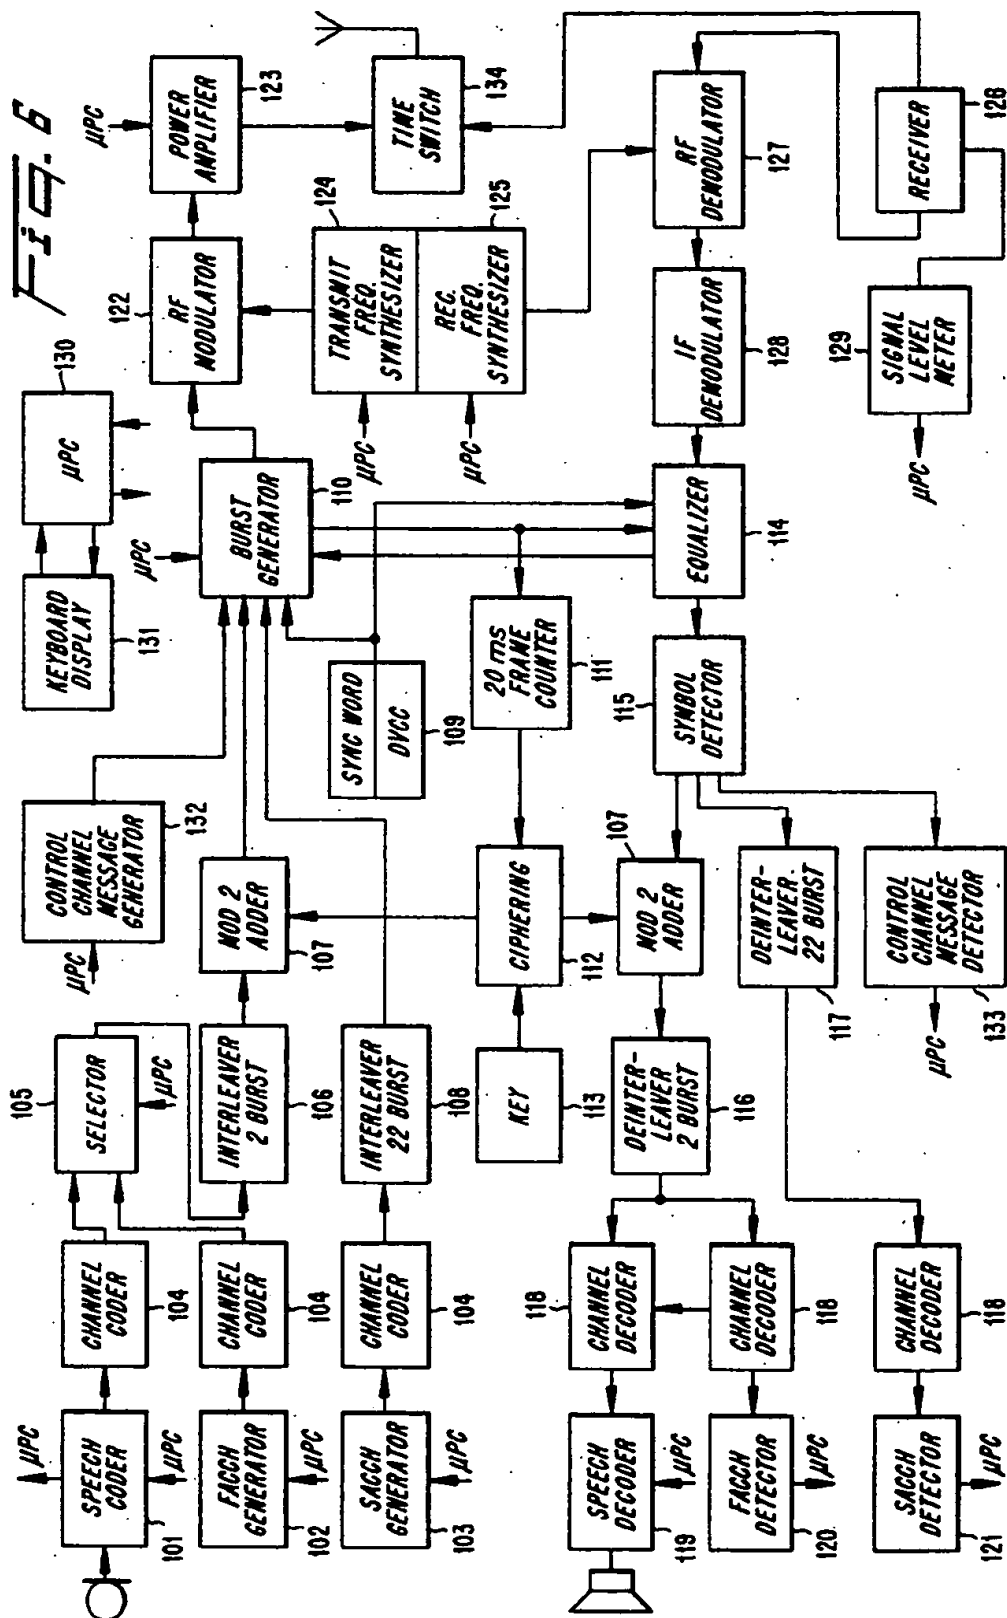 Fig. 6
µPC
SPEECH
CODER
101
µPC
CHANNEL
CODER
104
105
SELECTOR
µPC
µPC
CONTROL
CHANNEL
MESSAGE
GENERATOR
132
KEYBOARD
DISPLAY
131
µPC
130
FACCH
GENERATOR
102
µPC
CHANNEL
CODER
104
INTERLEAVER
2 BURST
106
MOD 2
ADDER
107
µPC
BURST
GENERATOR
110
122
RF
MODULATOR
µPC
POWER
AMPLIFIER
123
SACCH
GENERATOR
103
µPC
CHANNEL
CODER
104
INTERLEAVER
22 BURST
108
SYNC WORD
DVCC
109
µPC
µPC
TRANSMIT
FREQ.
SYNTHESIZER
124
REG. FREQ.
SYNTHESIZER
125
TIME
SWITCH
134
KEY
113
CIPHERING
112
20 ms
FRAME
COUNTER
111
118
CHANNEL
DECODER
SPEECH
DECODER
119
µPC
DEINTER-
LEAVER
2 BURST
116
107
MOD 2
ADDER
115
SYMBOL
DETECTOR
EQUALIZER
114
IF
DEMODULATOR
128
RF
DEMODULATOR
127
FACCH
DETECTOR
120
µPC
CHANNEL
DECODER
118
DEINTER-
LEAVER.
22 BURST
117
SACCH
DETECTOR
121
µPC
CHANNEL
DECODER
118
µPC
CONTROL
CHANNEL
MESSAGE
DETECTOR
133
µPC
129
SIGNAL
LEVEL
METER
RECEIVER
126